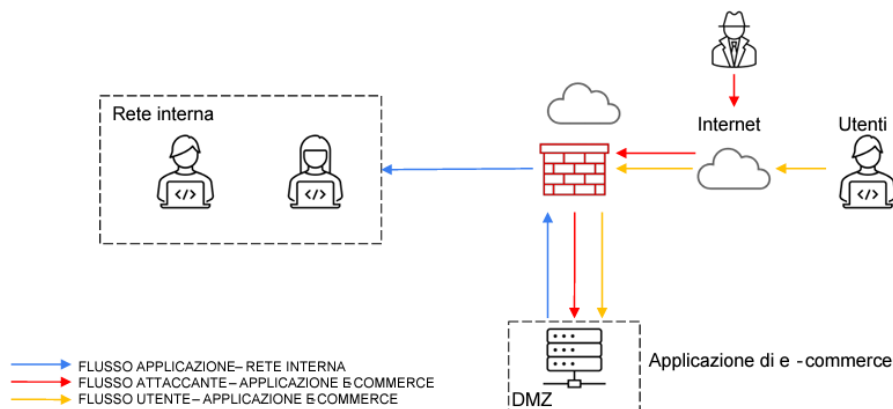 Rete interna
Internet
Utenti
Applicazione di e - commerce
DMZ
FLUSSO APPLICAZIONE– RETE INTERNA
FLUSSO ATTACCANTE – APPLICAZIONE E-COMMERCE
FLUSSO UTENTE– APPLICAZIONE E-COMMERCE